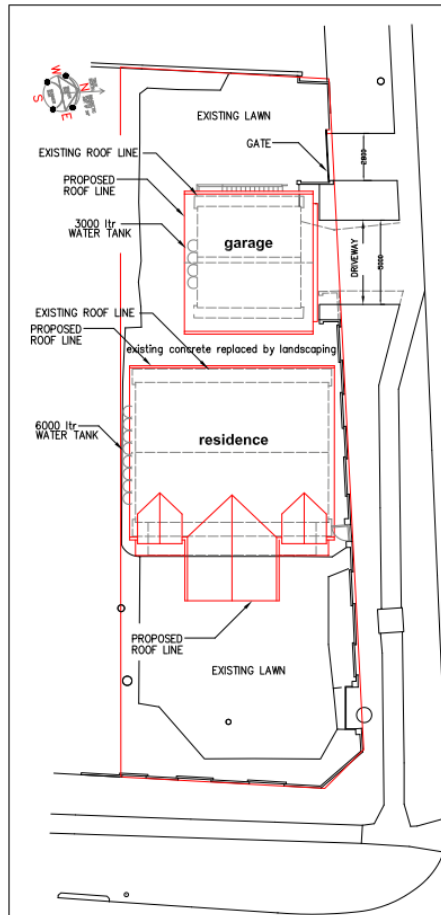 W
N
S
E
EXISTING LAWN
GATE
EXISTING ROOF LINE
PROPOSED
ROOF LINE
3000 ltr
WATER TANK
garage
DRIVEWAY
5000
EXISTING ROOF LINE
PROPOSED
ROOF LINE
existing concrete replaced by landscaping
residence
6000 ltr
WATER TANK
PROPOSED
ROOF LINE
EXISTING LAWN